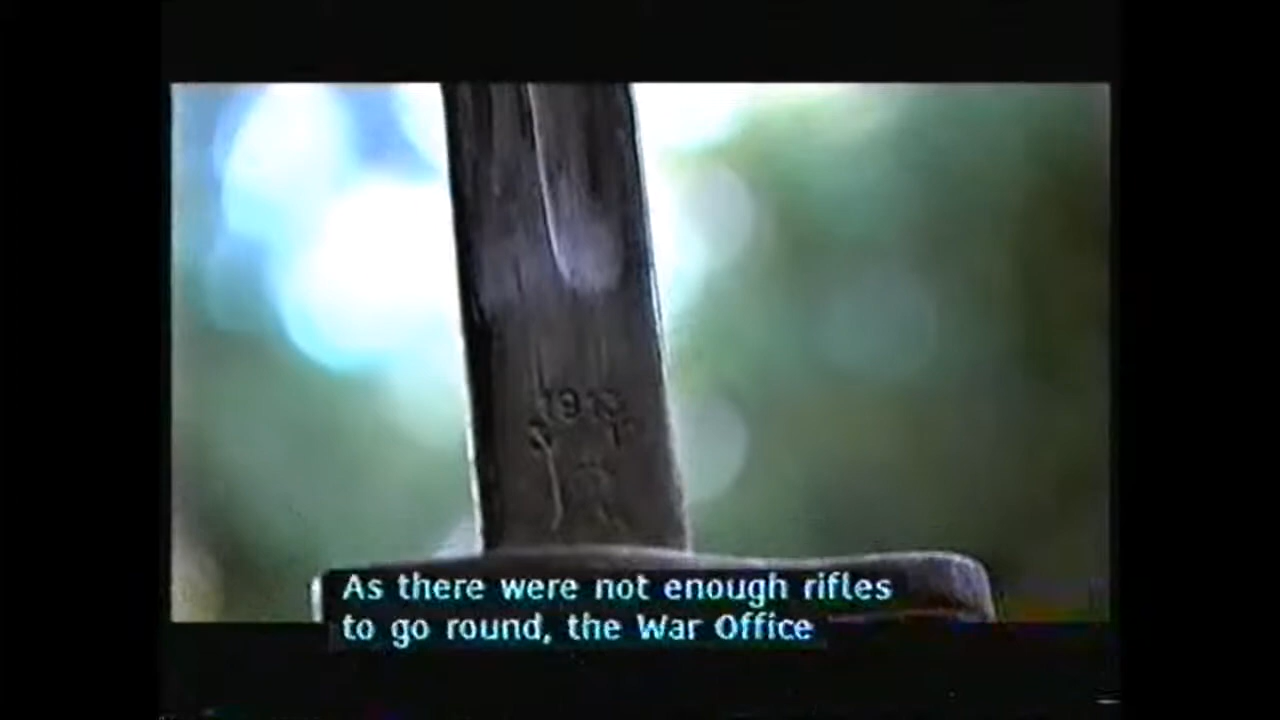 As there were not enough rifles
to go round, the War Office